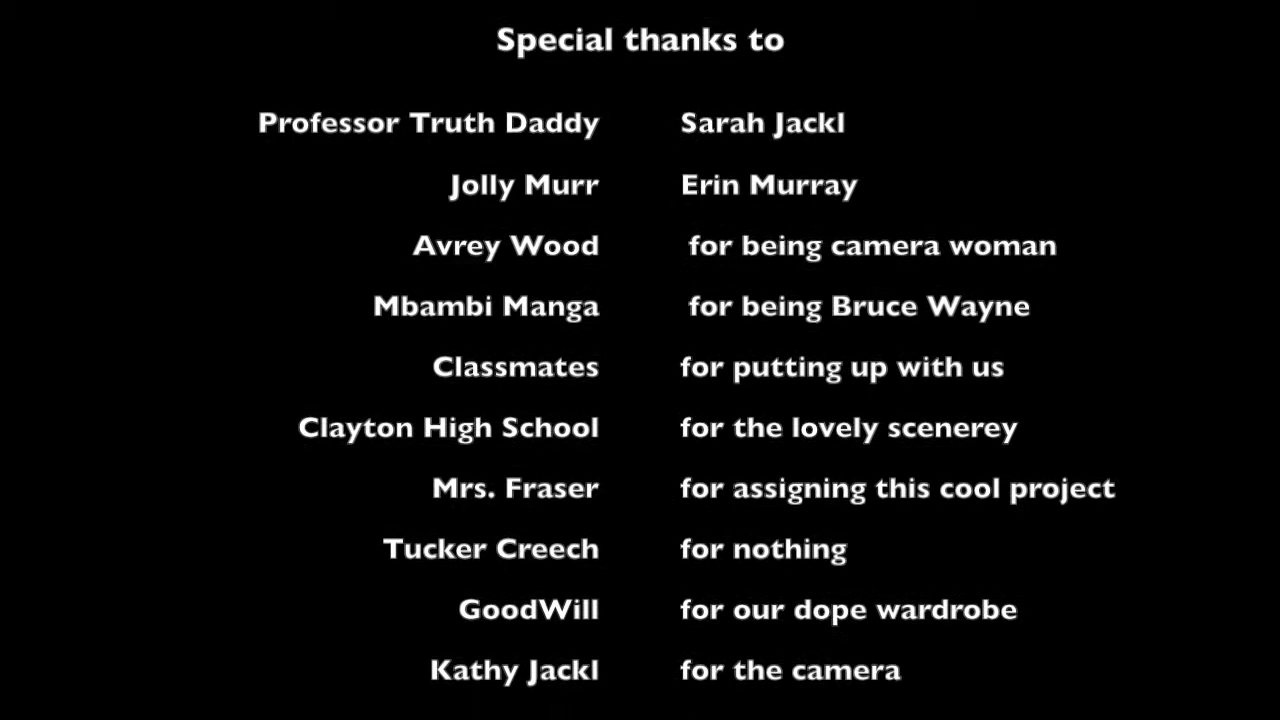 Special thanks to
Professor Truth Daddy Sarah Jackl
Jolly Murr Erin Murray
Avrey Wood for being camera woman
Mbambi Manga for being Bruce Wayne
Classmates for putting up with us
Clayton High School for the lovely scenerey
Mrs. Fraser for assigning this cool project
Tucker Creech for nothing
GoodWill for our dope wardrobe
Kathy Jackl for the camera